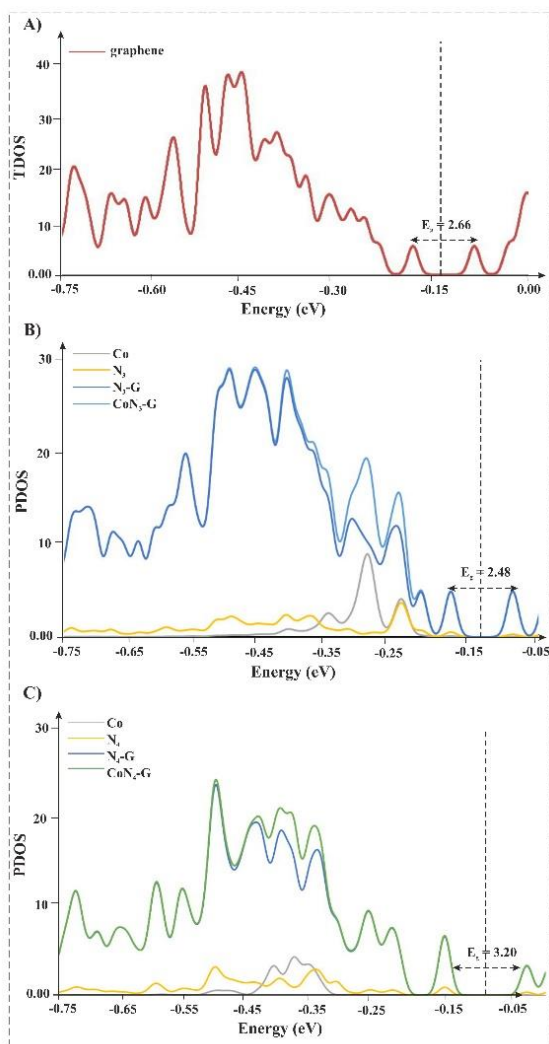 A)
graphene
40
30
20
10
0.00
TDOS
Eg = 2.66
-0.75 -0.60 -0.45 -0.30 -0.15 0.00
Energy (eV)
B)
30
20
10
0.00
PDOS
Co
N3
N3-G
CoN3-G
Eg = 2.48
-0.75 -0.65 -0.55 -0.45 -0.35 -0.25 -0.15 -0.05
Energy (eV)
C)
30
20
10
0.00
PDOS
Co
N4
N4-G
CoN4-G
Eg = 3.20
-0.75 -0.65 -0.55 -0.45 -0.35 -0.25 -0.15 -0.05
Energy (eV)